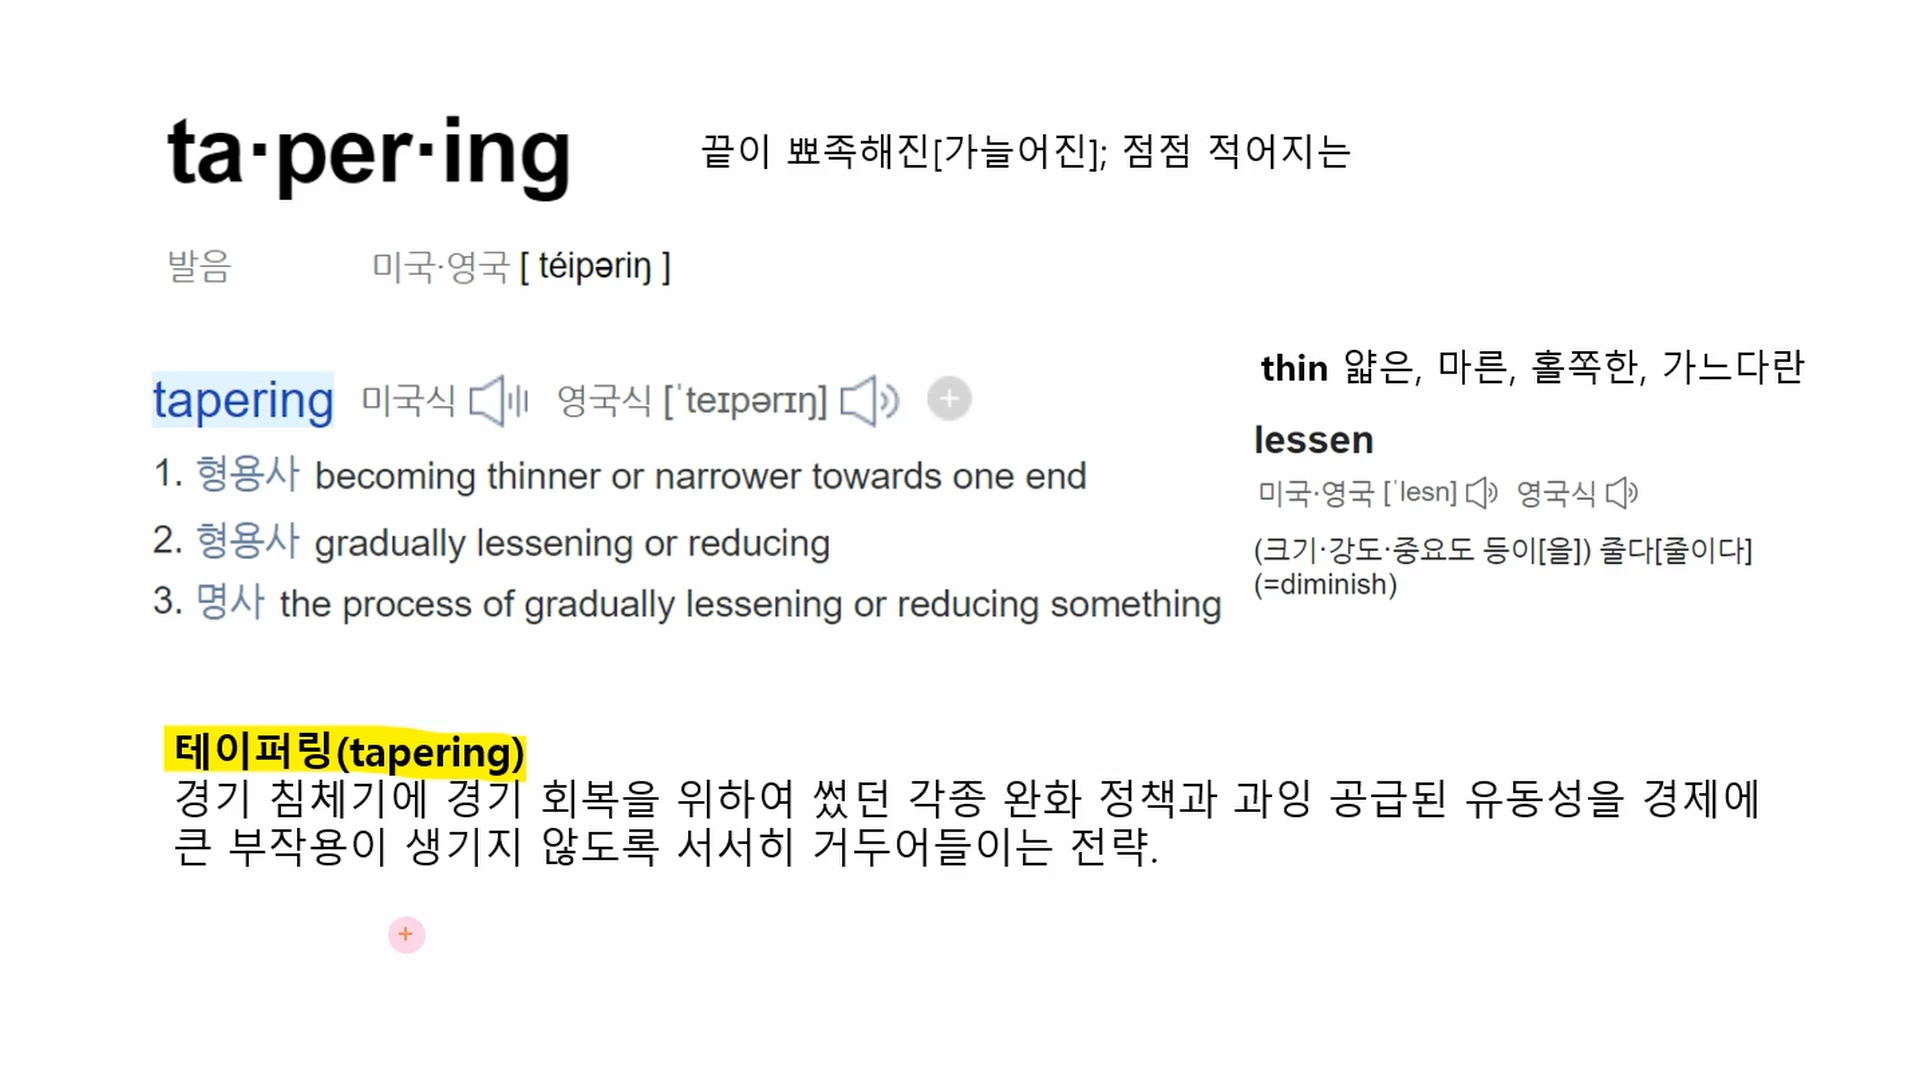 ta·per·ing
끝이 뾰족해진[가늘어진]; 점점 적어지는
발음 미국·영국 [ téipəriŋ ]
tapering 미국식 영국식 [ˈteɪpərɪŋ]
1. 형용사 becoming thinner or narrower towards one end
2. 형용사 gradually lessening or reducing
3. 명사 the process of gradually lessening or reducing something
thin 얇은, 마른, 홀쭉한, 가느다란
lessen
미국·영국 [ˈlesn] 영국식
(크기·강도·중요도 등이[을]) 줄다[줄이다]
(=diminish)
테이퍼링(tapering)
경기 침체기에 경기 회복을 위하여 썼던 각종 완화 정책과 과잉 공급된 유동성을 경제에
큰 부작용이 생기지 않도록 서서히 거두어들이는 전략.